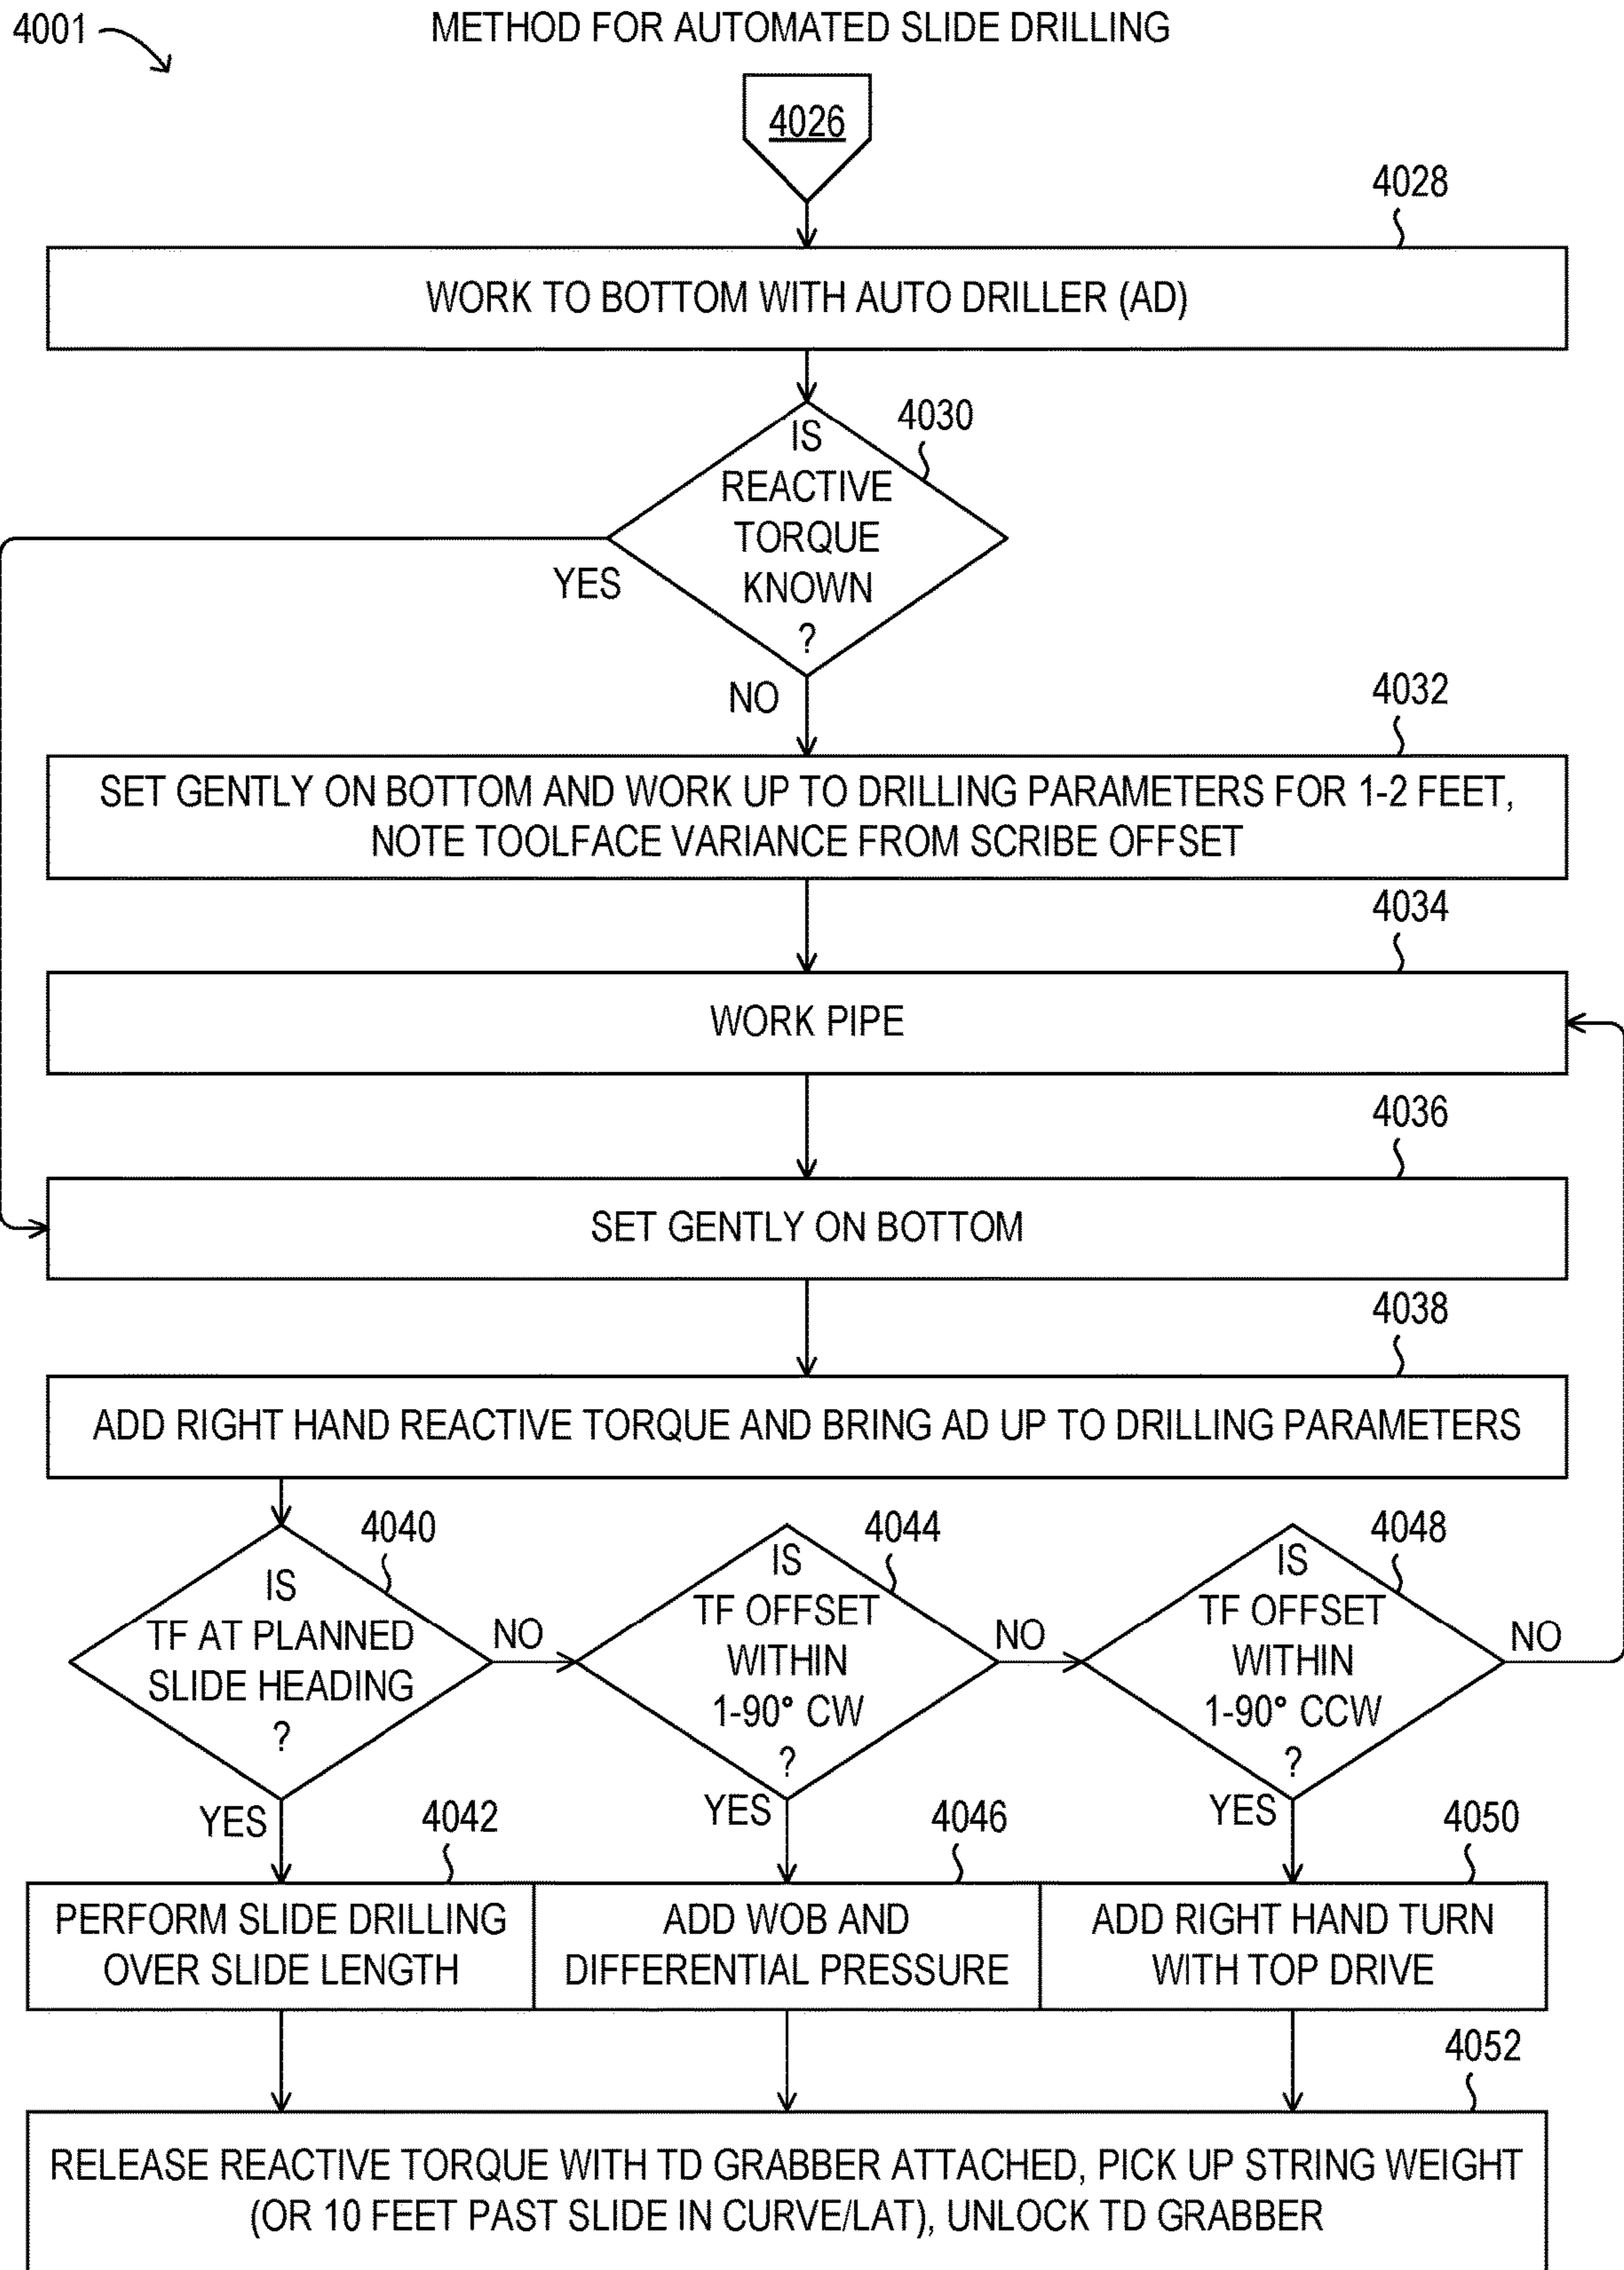 4001
METHOD FOR AUTOMATED SLIDE DRILLING
4026
4028
WORK TO BOTTOM WITH AUTO DRILLER (AD)
4030
IS
REACTIVE
TORQUE
KNOWN
?
YES
NO
4032
SET GENTLY ON BOTTOM AND WORK UP TO DRILLING PARAMETERS FOR 1-2 FEET,
NOTE TOOLFACE VARIANCE FROM SCRIBE OFFSET
4034
WORK PIPE
4036
SET GENTLY ON BOTTOM
4038
ADD RIGHT HAND REACTIVE TORQUE AND BRING AD UP TO DRILLING PARAMETERS
4040
IS
TF AT PLANNED
SLIDE HEADING
?
NO
YES
4044
IS
TF OFFSET
WITHIN
1-90° CW
?
NO
YES
4048
IS
TF OFFSET
WITHIN
1-90° CCW
?
NO
YES
4042
PERFORM SLIDE DRILLING
OVER SLIDE LENGTH
4046
ADD WOB AND
DIFFERENTIAL PRESSURE
4050
ADD RIGHT HAND TURN
WITH TOP DRIVE
4052
RELEASE REACTIVE TORQUE WITH TD GRABBER ATTACHED, PICK UP STRING WEIGHT
(OR 10 FEET PAST SLIDE IN CURVE/LAT), UNLOCK TD GRABBER